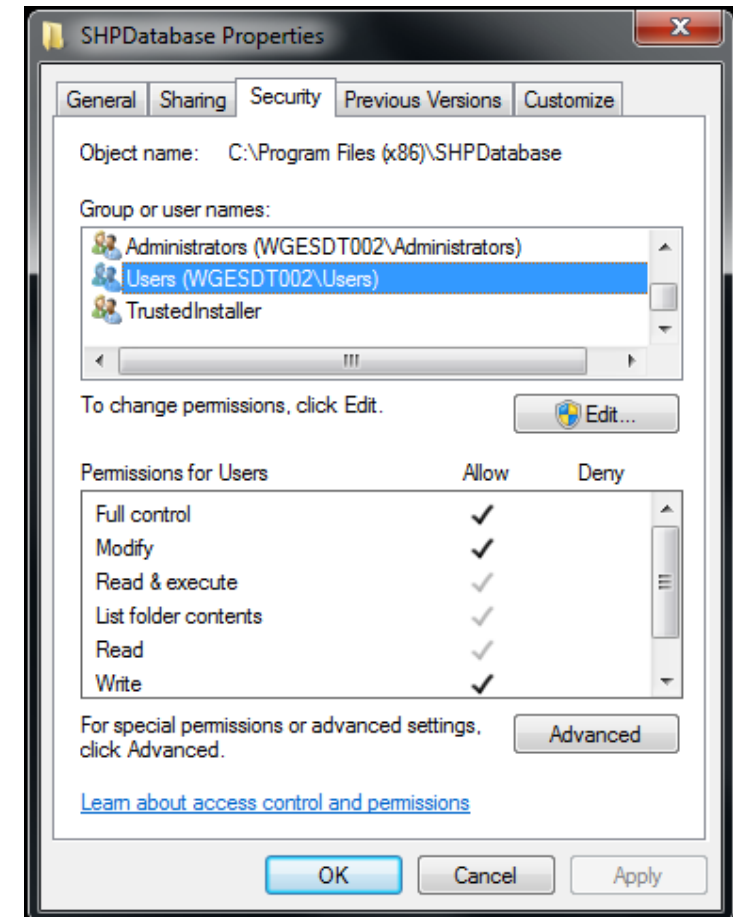 SHPDatabase Properties
General Sharing Security Previous Versions Customize
Object name: C:\Program Files (x86)\SHPDatabase
Group or user names:
Administrators (WGESDT002\Administrators)
Users (WGESDT002\Users)
TrustedInstaller
To change permissions, click Edit.
Edit...
Permissions for Users Allow Deny
Full control
Modify
Read & execute
List folder contents
Read
Write
For special permissions or advanced settings,
click Advanced.
Advanced
Learn about access control and permissions
OK Cancel Apply